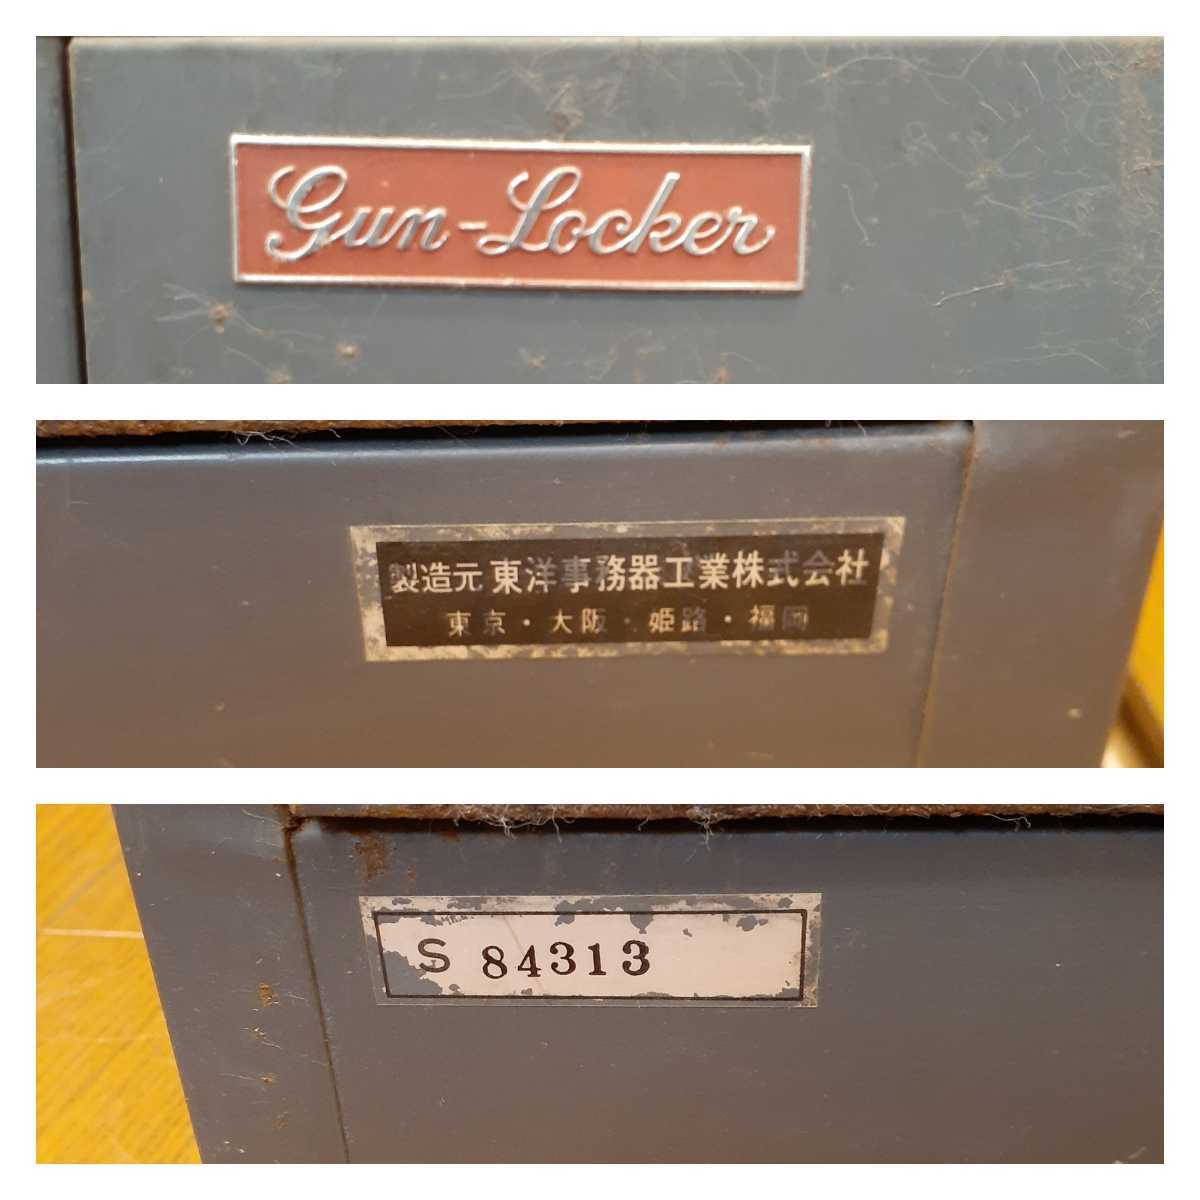 Gun-Locker
製造元 東洋事務器工業株式会社
東京・大阪・姫路・福岡
S 84313